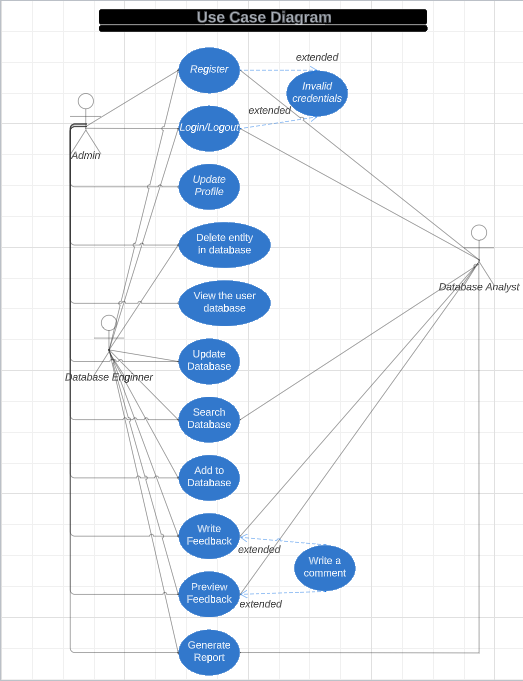 Use Case Diagram
Register
extended
Invalid
credentials
extended
Login/Logout
Admin
Update
Profile
Delete entity
in database
Database Analyst
View the user
database
Update
Database
Database Enginner
Search
Database
Add to
Database
Write
Feedback
extended
Write a
comment
Preview
Feedback
extended
Generate
Report